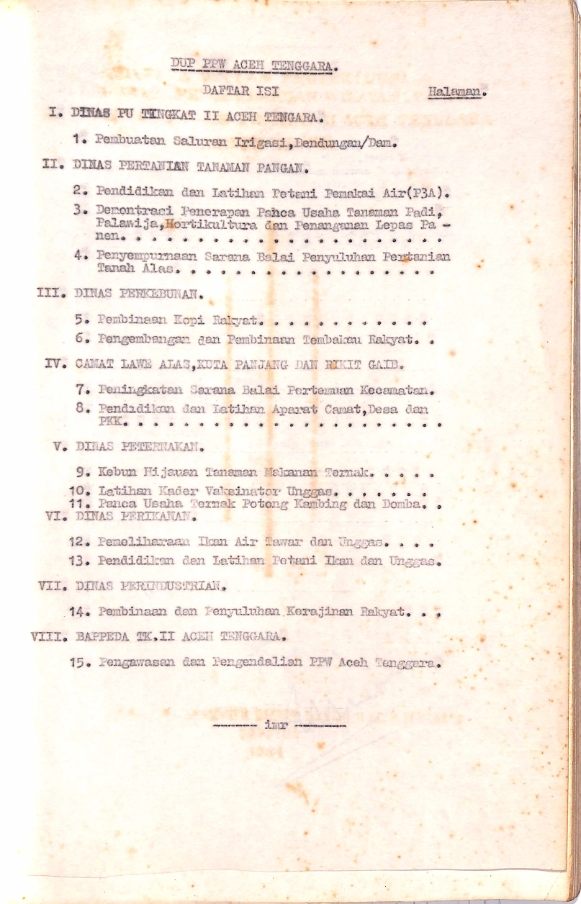 DUP PPW ACEH TENGGARA.
DAFTAR ISI Halaman.
I. DINAS PU TINGKAT II ACEH TENGARA.
1. Pembuatan Saluran Irigasi,Dendungan/Dam.
II. DINAS PERTANIAN TANAMAN PANGAN.
2. Pendidikan dan Latihan Petani Pemakai Air(P3A).
3. Demontraci Penerapan Panca Usaha Tanaman Padi,
Palawija,Hortikultura dan Penanganan Lepas Pa -
nen. . . . . . . . . . . . . . . . . . . . . .
4. Penyempurnaan Sarana Balai Penyuluhan Pertanian
Tanah Alas. . . . . . . . . . . . . . . . . .
III. DINAS PERKEBUNAN.
5. Pembinaan Kopi Rakyat. . . . . . . . . . . .
6. Pengembangan dan Pembinaan Tembakau Rakyat. .
IV. CAMAT LAWE ALAS,KUTA PANJANG DAN RIKIT GAIB.
7. Peningkatan Sarana Balai Pertemuan Kecamatan.
8. Pendidikan dan Latihan Aparat Camat,Desa dan
PKK. . . . . . . . . . . . . . . . . . . . . .
V. DINAS PETERNAKAN.
9. Kebun Hijauan Tanaman Makanan Ternak. . . . .
10. Latihan Kader Vaksinator Unggas. . . . . . .
11. Panca Usaha Ternak Potong Kambing dan Domba. .
VI. DINAS PERIKANAN.
12. Pemeliharaan Ikan Air Tawar dan Unggas. . . .
13. Pendidikan dan Latihan Petani Ikan dan Unggas.
VII. DINAS PERINDUSTRIAN.
14. Pembinaan dan Penyuluhan Kerajinan Rakyat. . .
VIII. BAPPEDA TK.II ACEH TENGGARA.
15. Pengawasan dan Pengendalian PPW Aceh Tenggara.
------- imr --------